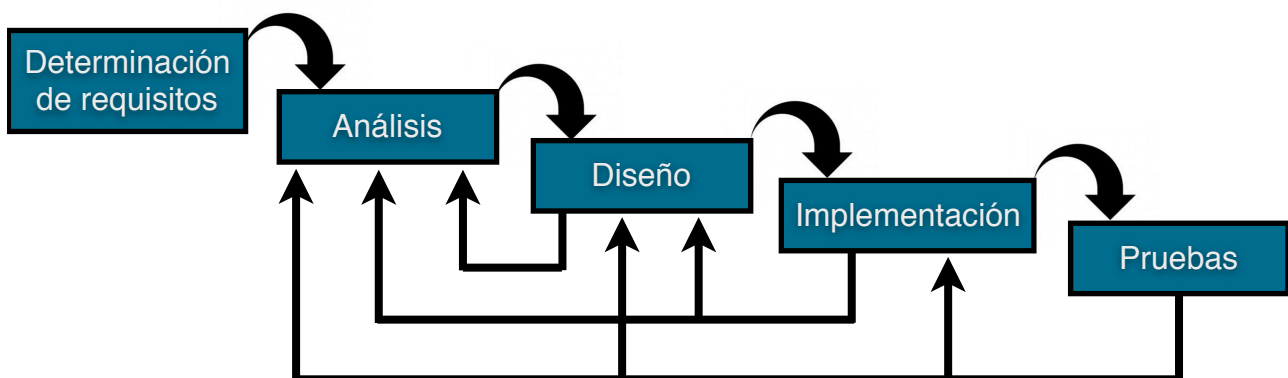 Determinación
de requisitos
Análisis
Diseño
Implementación
Pruebas